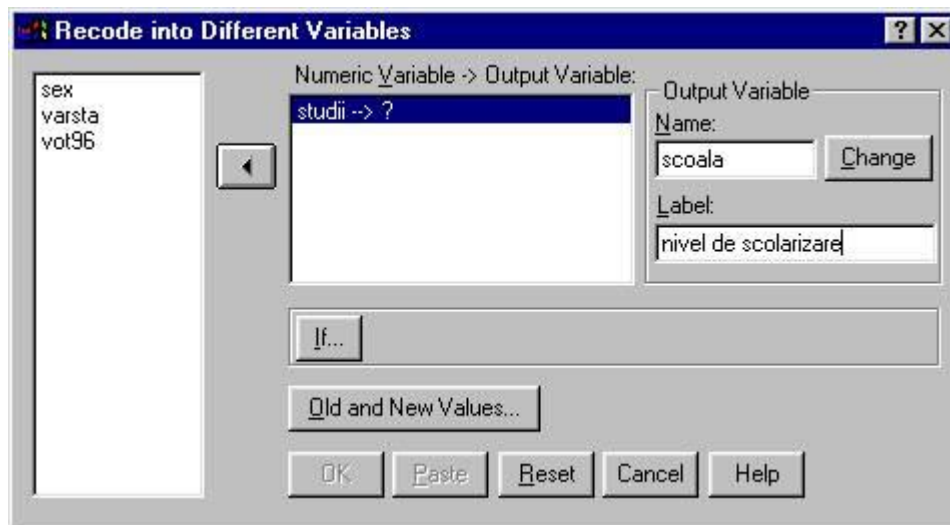 Recode into Different Variables
sex
varsta
vot96
Numeric Variable -> Output Variable:
studii --> ?
Output Variable
Name:
scoala
Change
Label:
nivel de scolarizare
If...
Old and New Values...
OK
Paste
Reset
Cancel
Help